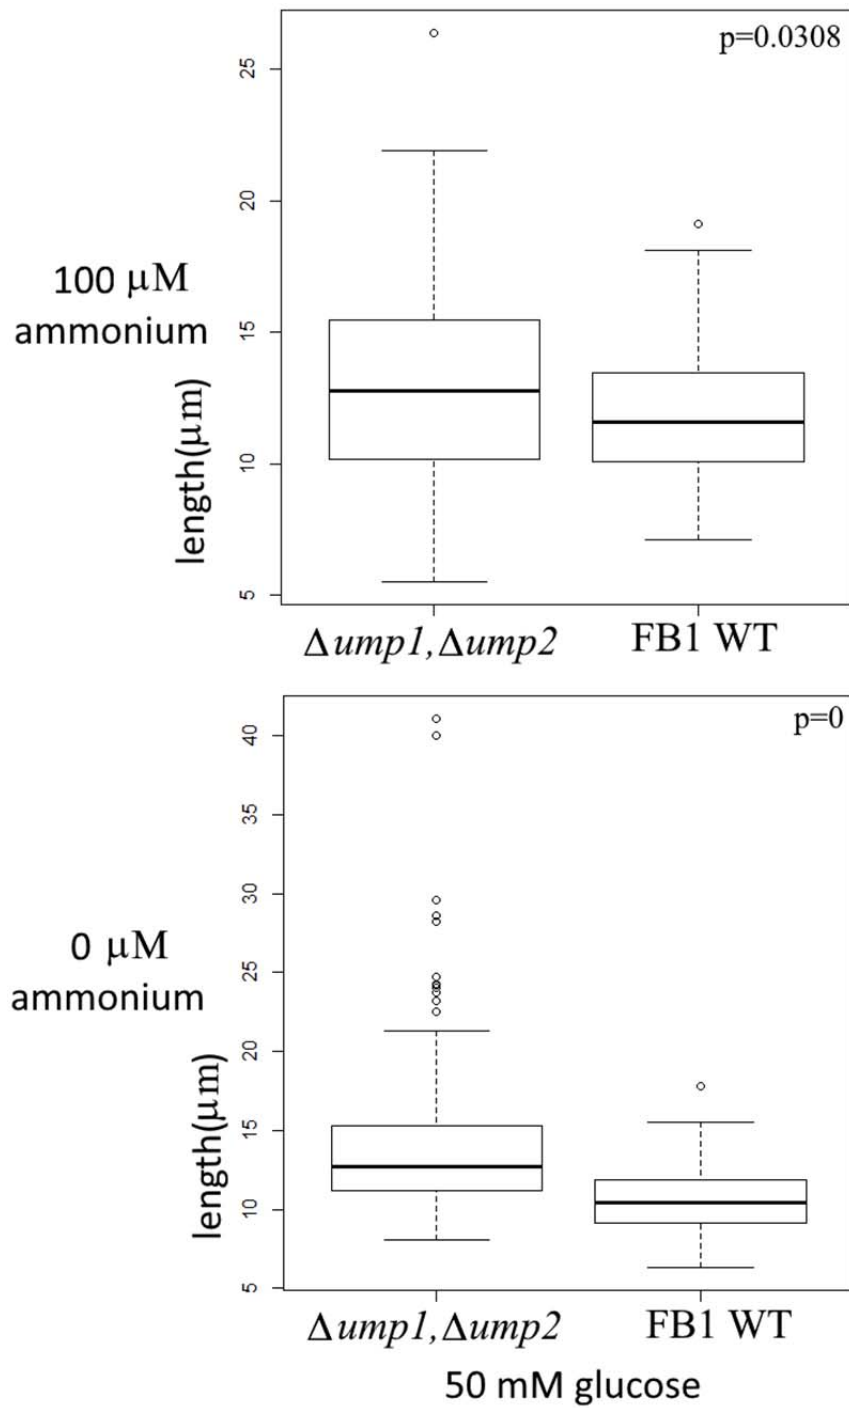 p=0.0308
25
20
15
10
5
100 μM
ammonium
length(μm)
Δump1,Δump2 FB1 WT
p=0
40
35
30
25
20
15
10
5
0 μM
ammonium
length(μm)
Δump1,Δump2 FB1 WT
50 mM glucose